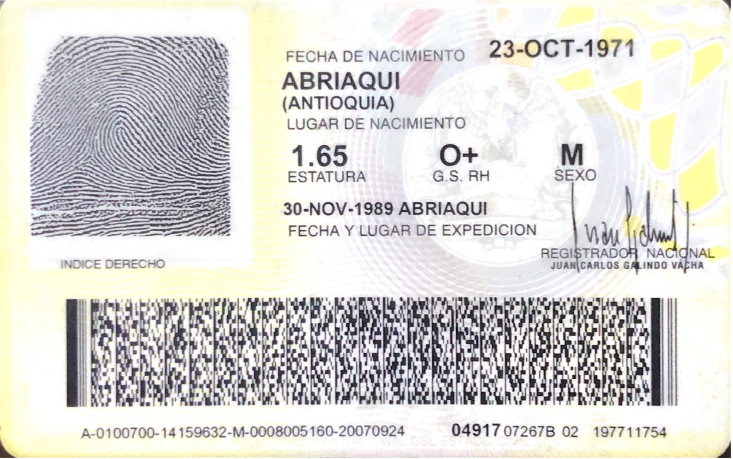 FECHA DE NACIMIENTO 23-OCT-1971
ABRIAQUI
(ANTIOQUIA)
LUGAR DE NACIMIENTO
1.65 O+ M
ESTATURA G.S. RH SEXO
30-NOV-1989 ABRIAQUI
FECHA Y LUGAR DE EXPEDICION
REGISTRADOR NACIONAL
JUAN CARLOS GALINDO VACHA
INDICE DERECHO
A-0100700-14159632-M-0008005160-20070924 04917 07267B 02 197711754